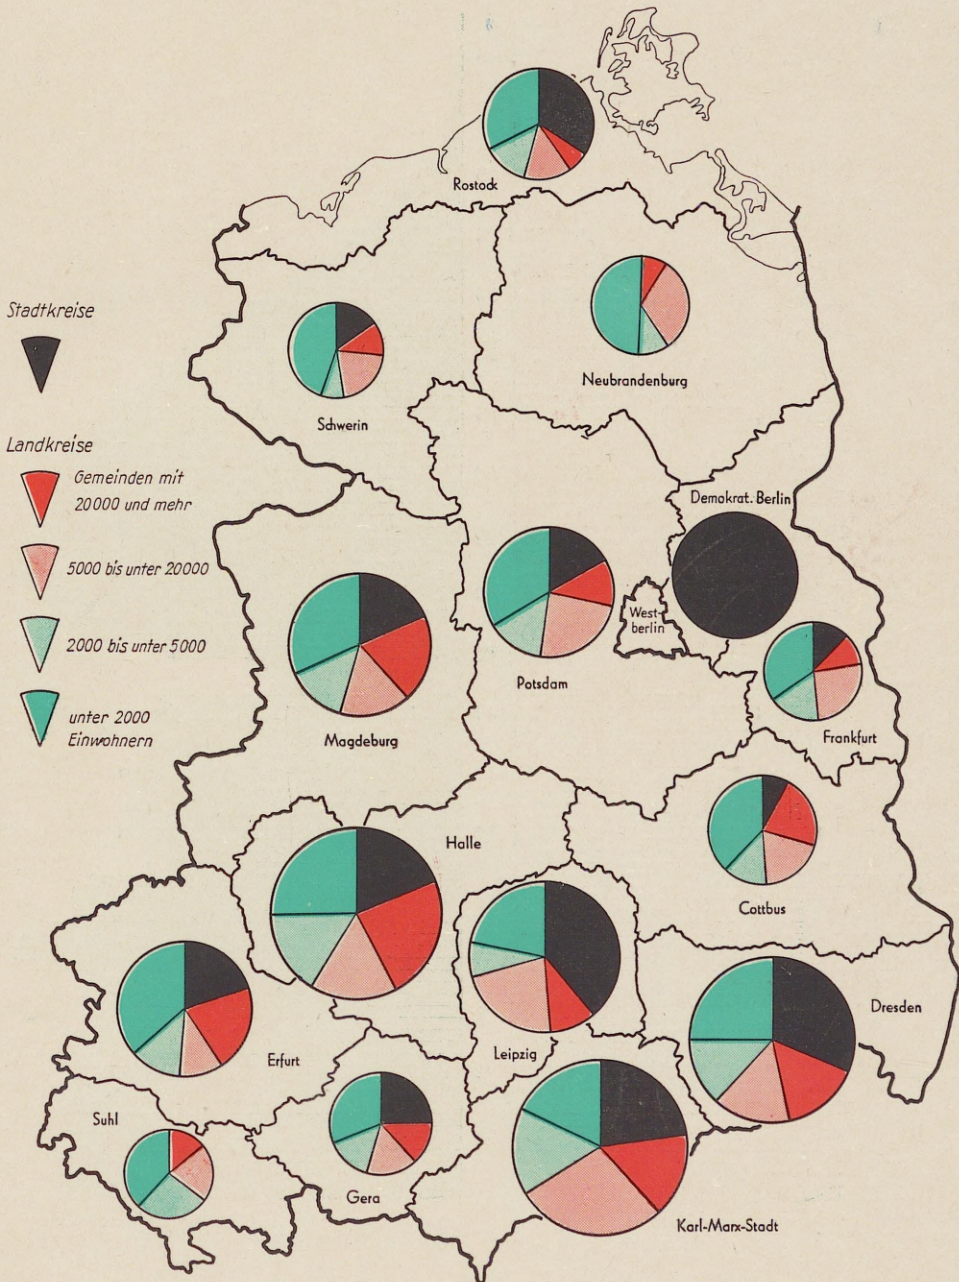 Stadtkreise
Landkreise
Gemeinden mit
20000 und mehr
5000 bis unter 20000
2000 bis unter 5000
unter 2000
Einwohnern
Rostock
Neubrandenburg
Schwerin
Demokrat. Berlin
West-
berlin
Potsdam
Magdeburg
Frankfurt
Halle
Cottbus
Dresden
Leipzig
Erfurt
Suhl
Gera
Karl-Marx-Stadt